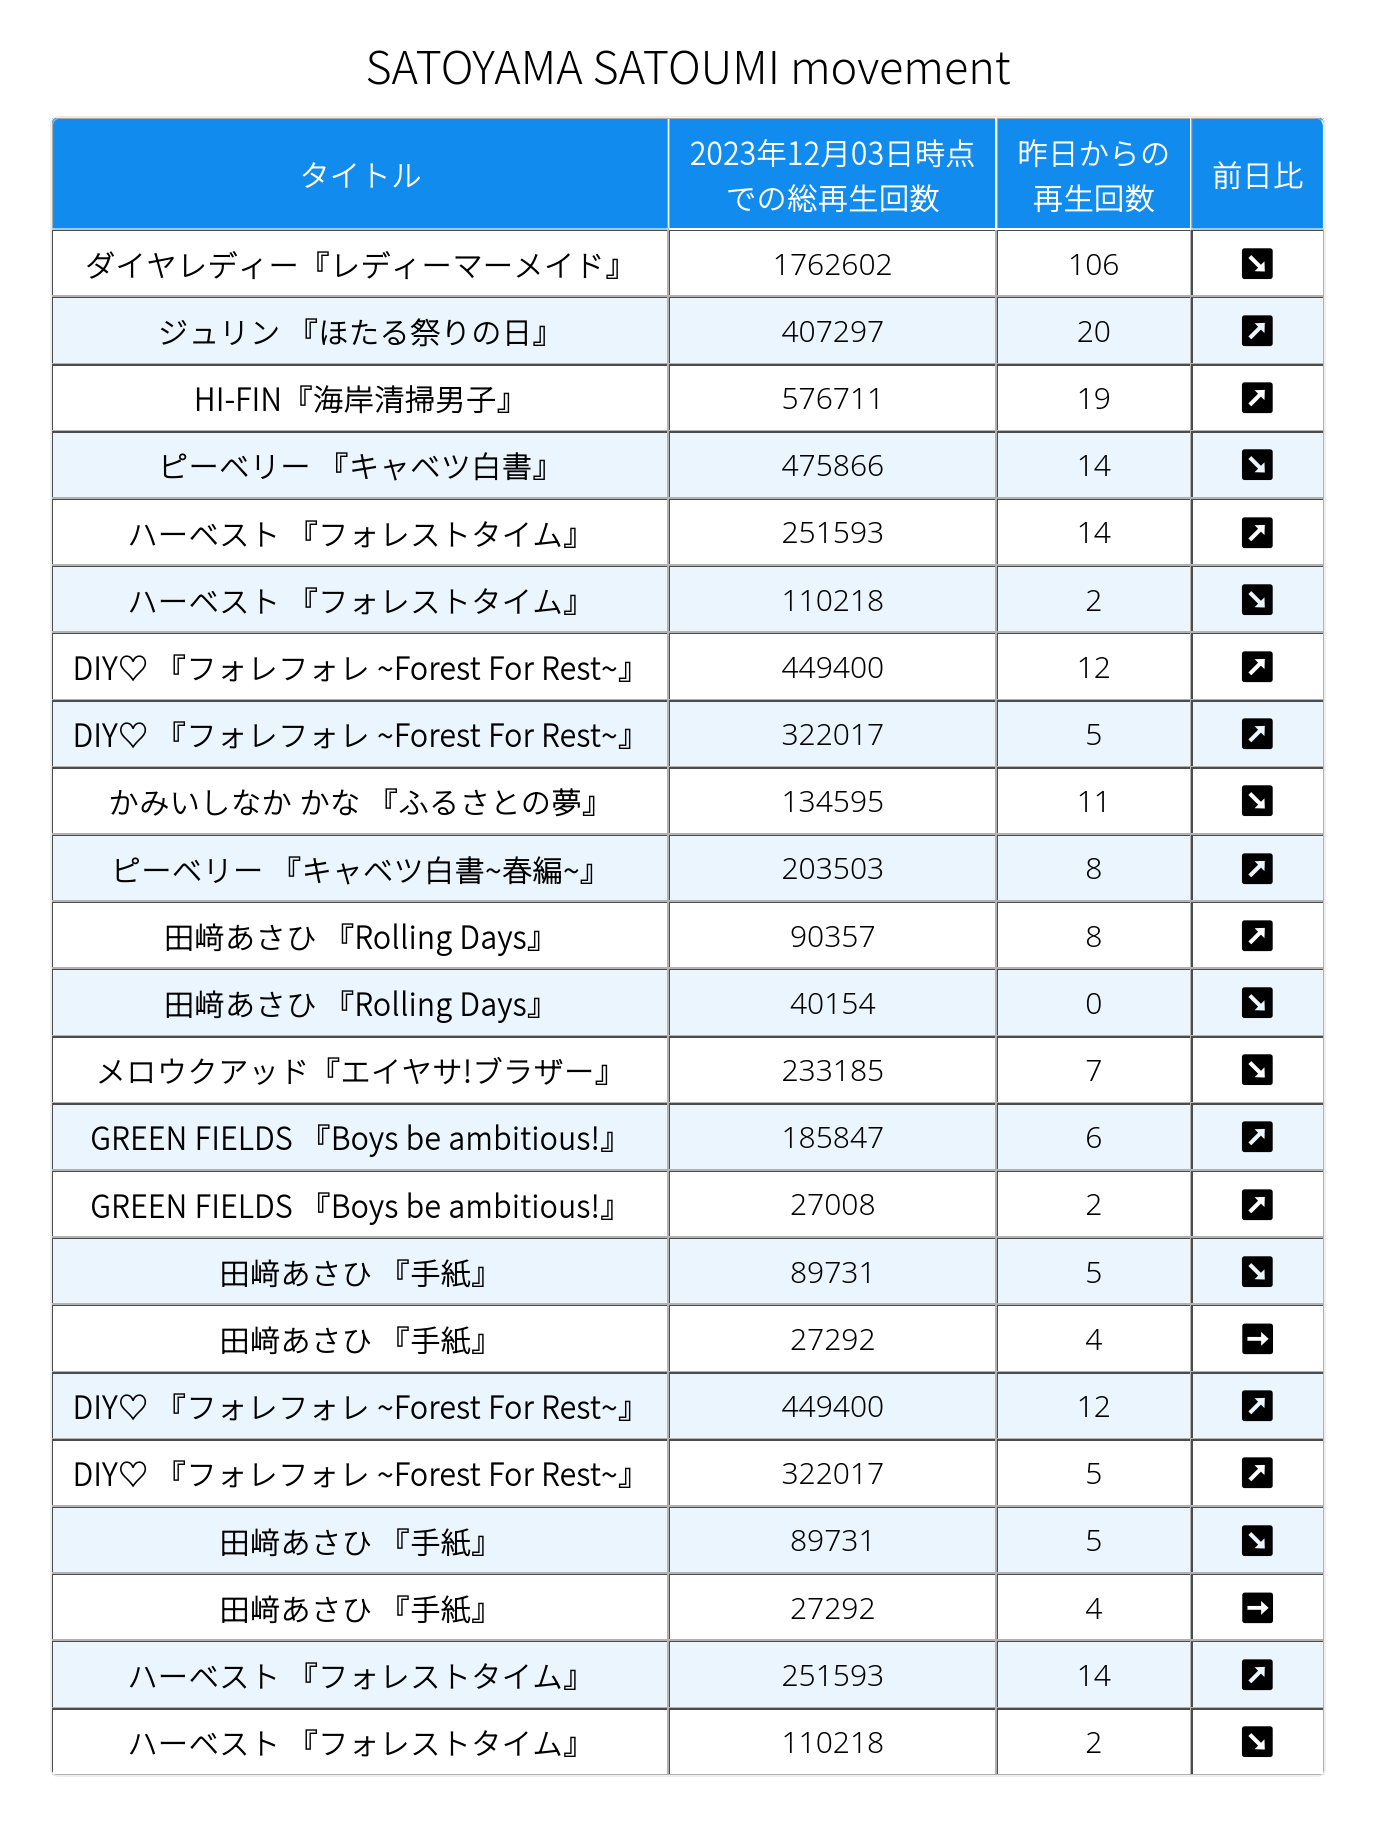 SATOYAMA SATOUMI movement
タイトル 2023年12月03日時点での総再生回数 昨日からの再生回数 前日比
ダイヤレディー『レディーマーメイド』 1762602 106 ↘
ジュリン 『ほたる祭りの日』 407297 20 ↗
HI-FIN『海岸清掃男子』 576711 19 ↗
ピーベリー 『キャベツ白書』 475866 14 ↘
ハーベスト 『フォレストタイム』 251593 14 ↗
ハーベスト 『フォレストタイム』 110218 2 ↘
DIY♡ 『フォレフォレ ~Forest For Rest~』 449400 12 ↗
DIY♡ 『フォレフォレ ~Forest For Rest~』 322017 5 ↗
かみいしなか かな 『ふるさとの夢』 134595 11 ↘
ピーベリー 『キャベツ白書~春編~』 203503 8 ↗
田﨑あさひ 『Rolling Days』 90357 8 ↗
田﨑あさひ 『Rolling Days』 40154 0 ↘
メロウクアッド『エイヤサ!ブラザー』 233185 7 ↘
GREEN FIELDS 『Boys be ambitious!』 185847 6 ↗
GREEN FIELDS 『Boys be ambitious!』 27008 2 ↗
田﨑あさひ 『手紙』 89731 5 ↘
田﨑あさひ 『手紙』 27292 4 →
DIY♡ 『フォレフォレ ~Forest For Rest~』 449400 12 ↗
DIY♡ 『フォレフォレ ~Forest For Rest~』 322017 5 ↗
田﨑あさひ 『手紙』 89731 5 ↘
田﨑あさひ 『手紙』 27292 4 →
ハーベスト 『フォレストタイム』 251593 14 ↗
ハーベスト 『フォレストタイム』 110218 2 ↘